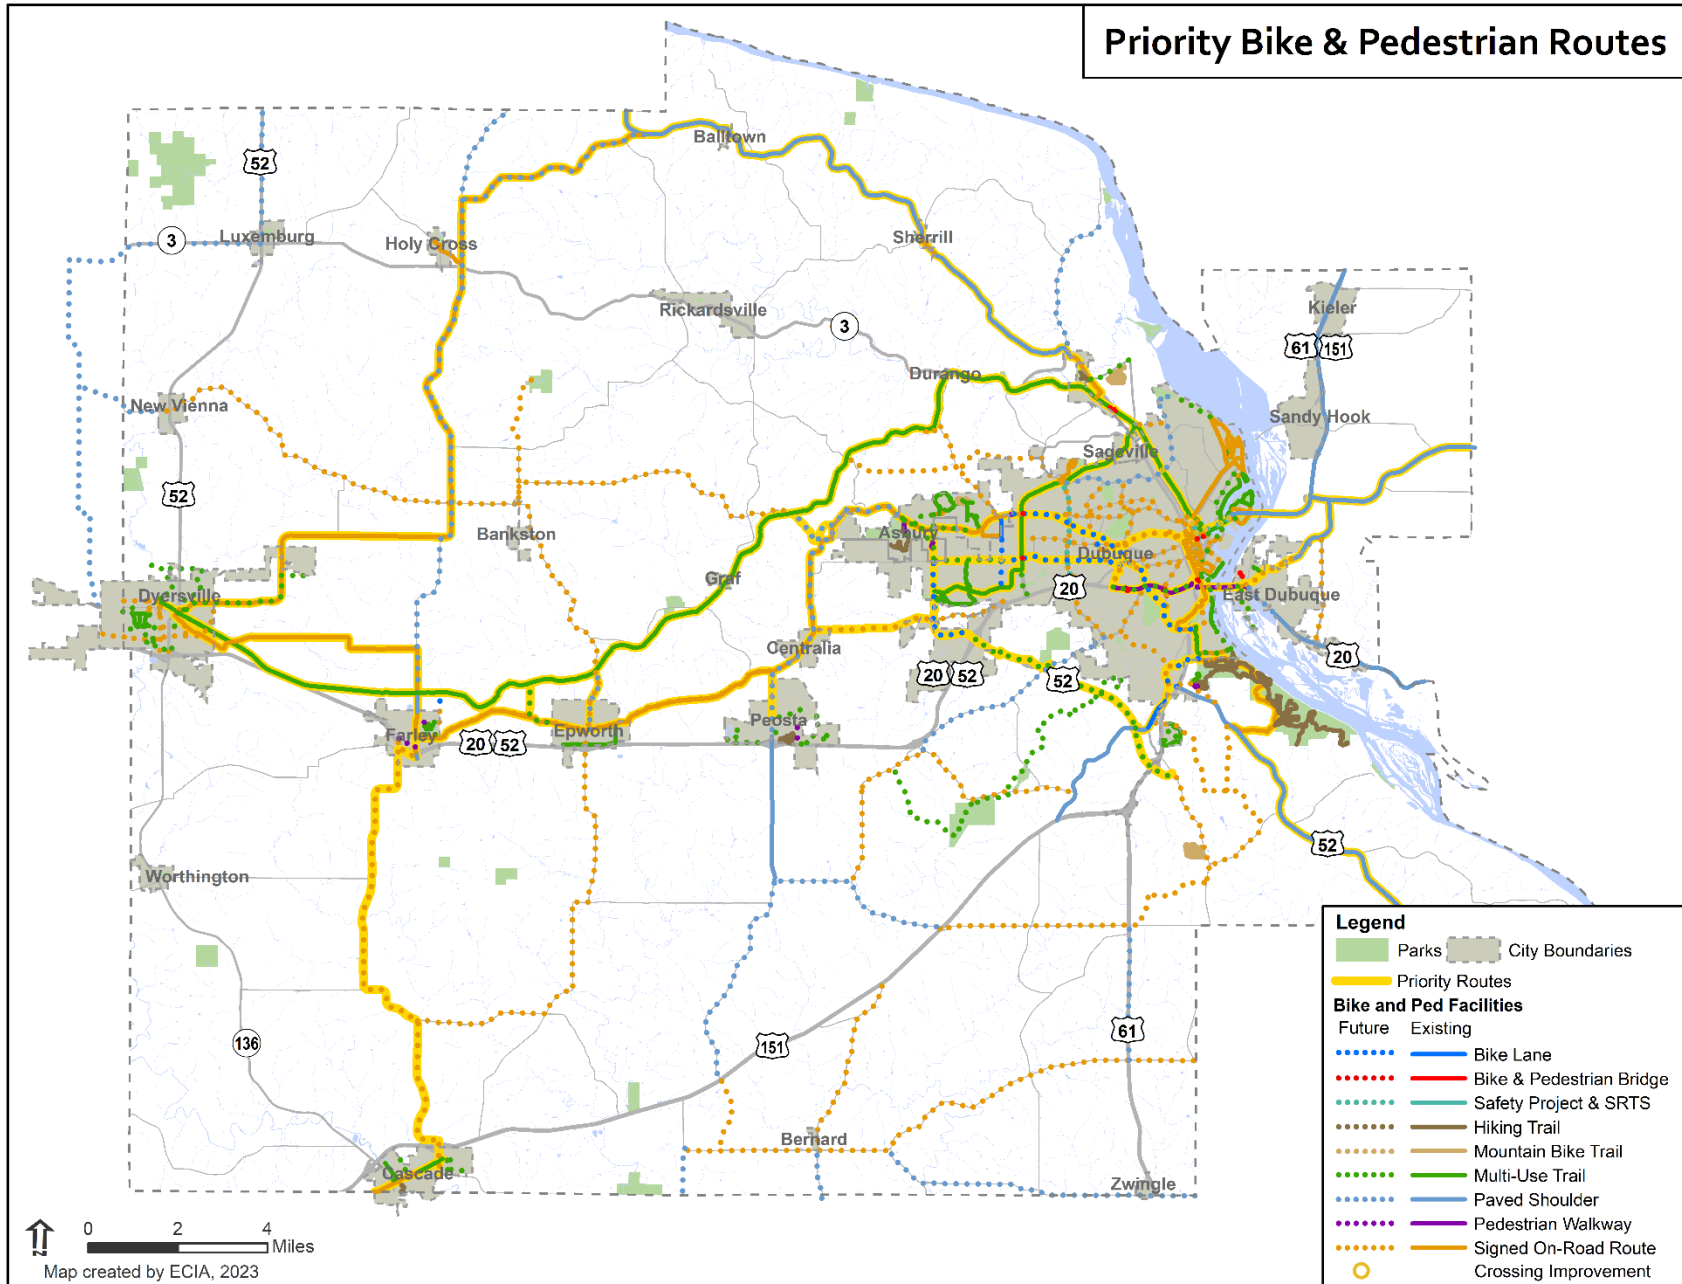 Priority Bike & Pedestrian Routes
Balltown
52
Luxemburg
3
Holy Cross
Sherrill
Rickardsville
3
Kieler
61
151
Durango
New Vienna
Sandy Hook
Sageville
52
Bankston
Asbury
Dubuque
Graf
20
East Dubuque
Dyersville
Centralia
20
52
52
20
Peosta
Farley
Epworth
20
52
52
Worthington
136
151
61
Bernard
Cascade
Zwingle
N
0
2
4
Miles
Map created by ECIA, 2023
Legend
Parks
City Boundaries
Priority Routes
Bike and Ped Facilities
Future Existing
Bike Lane
Bike & Pedestrian Bridge
Safety Project & SRTS
Hiking Trail
Mountain Bike Trail
Multi-Use Trail
Paved Shoulder
Pedestrian Walkway
Signed On-Road Route
Crossing Improvement